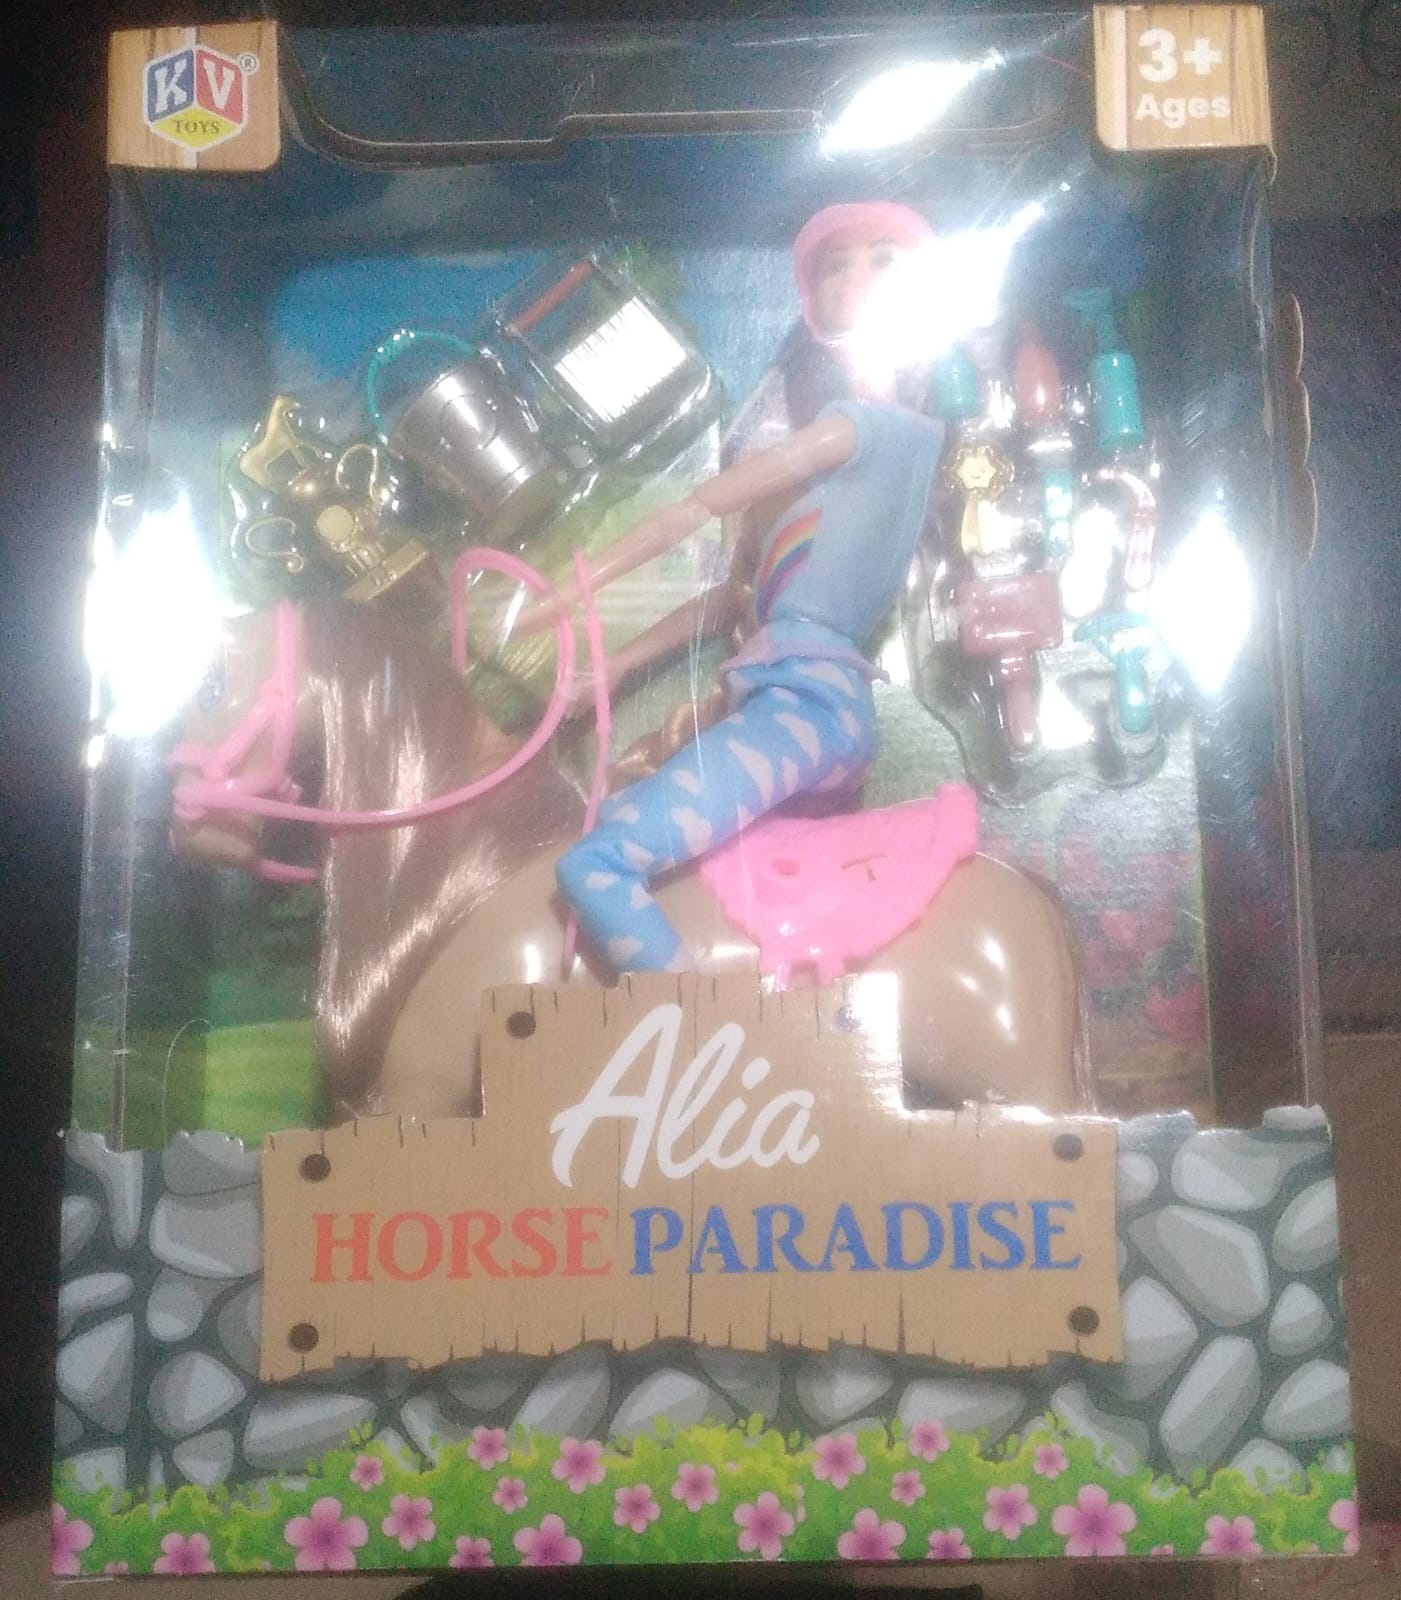 KV®
TOYS
3+
Ages
Alia
HORSE PARADISE